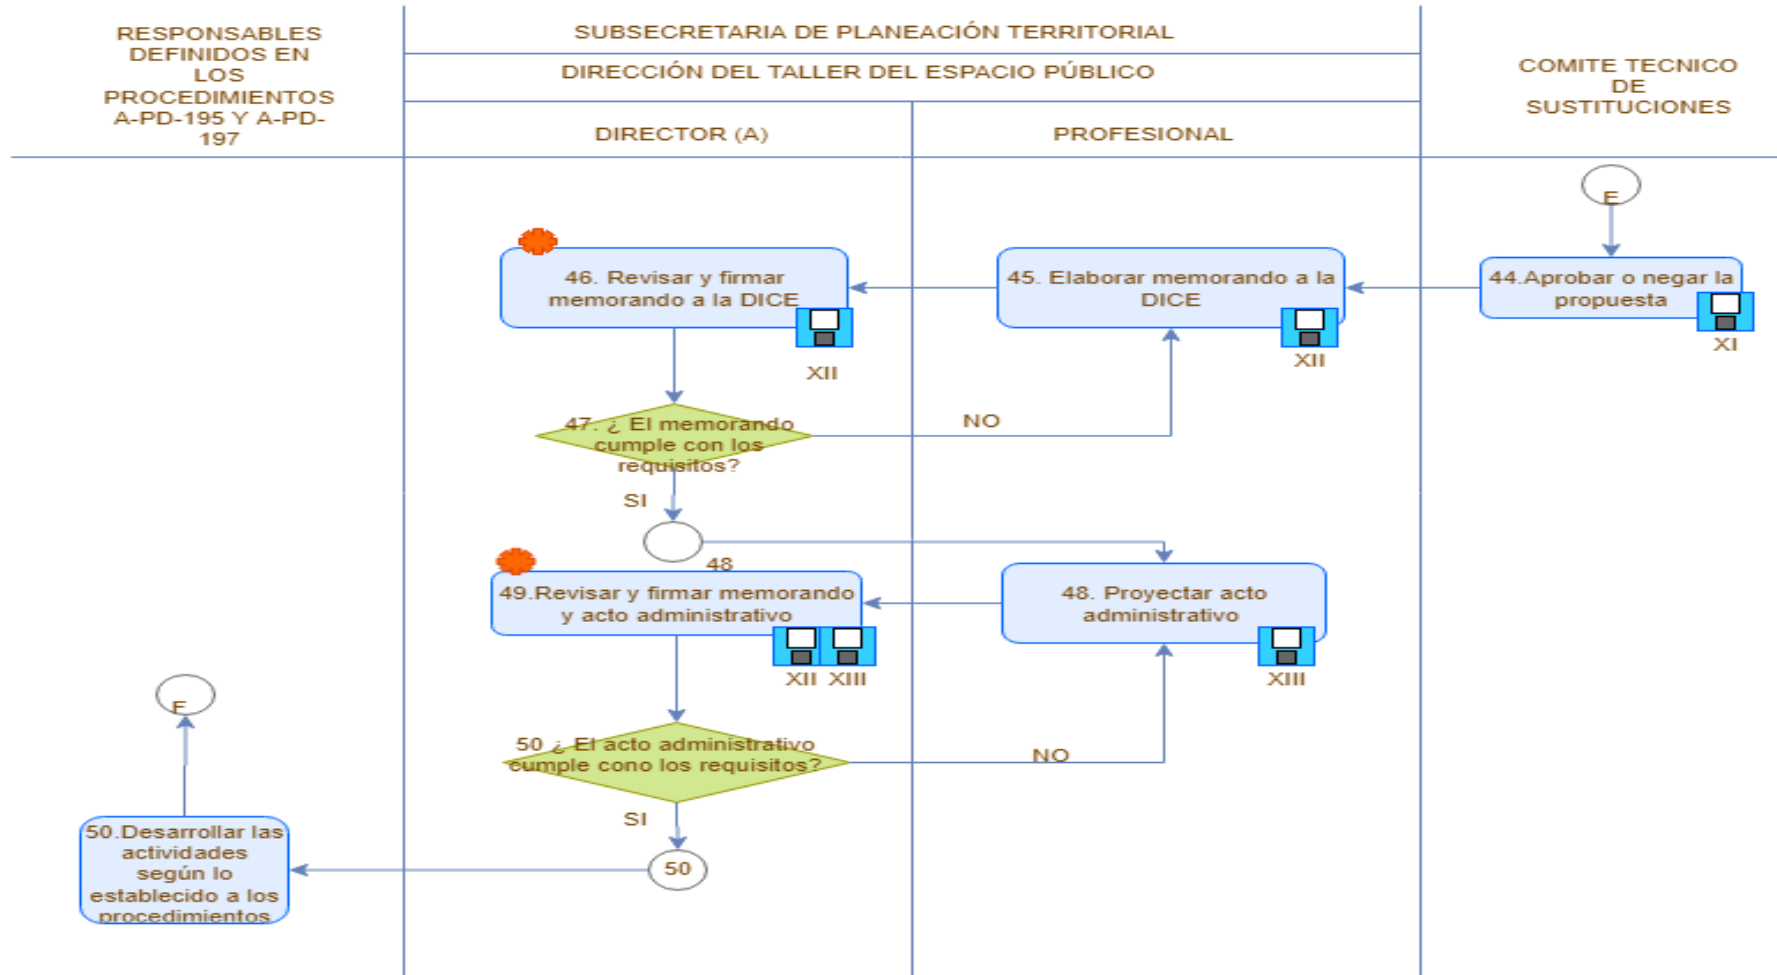 RESPONSABLES
DEFINIDOS EN
LOS
PROCEDIMIENTOS
A-PD-195 Y A-PD-
197
SUBSECRETARIA DE PLANEACIÓN TERRITORIAL
DIRECCIÓN DEL TALLER DEL ESPACIO PÚBLICO
DIRECTOR (A)
PROFESIONAL
COMITE TECNICO
DE
SUSTITUCIONES
E
46. Revisar y firmar
memorando a la DICE
XII
45. Elaborar memorando a la
DICE
XII
44.Aprobar o negar la
propuesta
XI
47. ¿ El memorando
cumple con los
requisitos?
NO
SI
48
49.Revisar y firmar memorando
y acto administrativo
XII XIII
48. Proyectar acto
administrativo
XIII
50 ¿ El acto administrativo
cumple cono los requisitos?
NO
SI
50
50.Desarrollar las
actividades
según lo
establecido a los
procedimientos